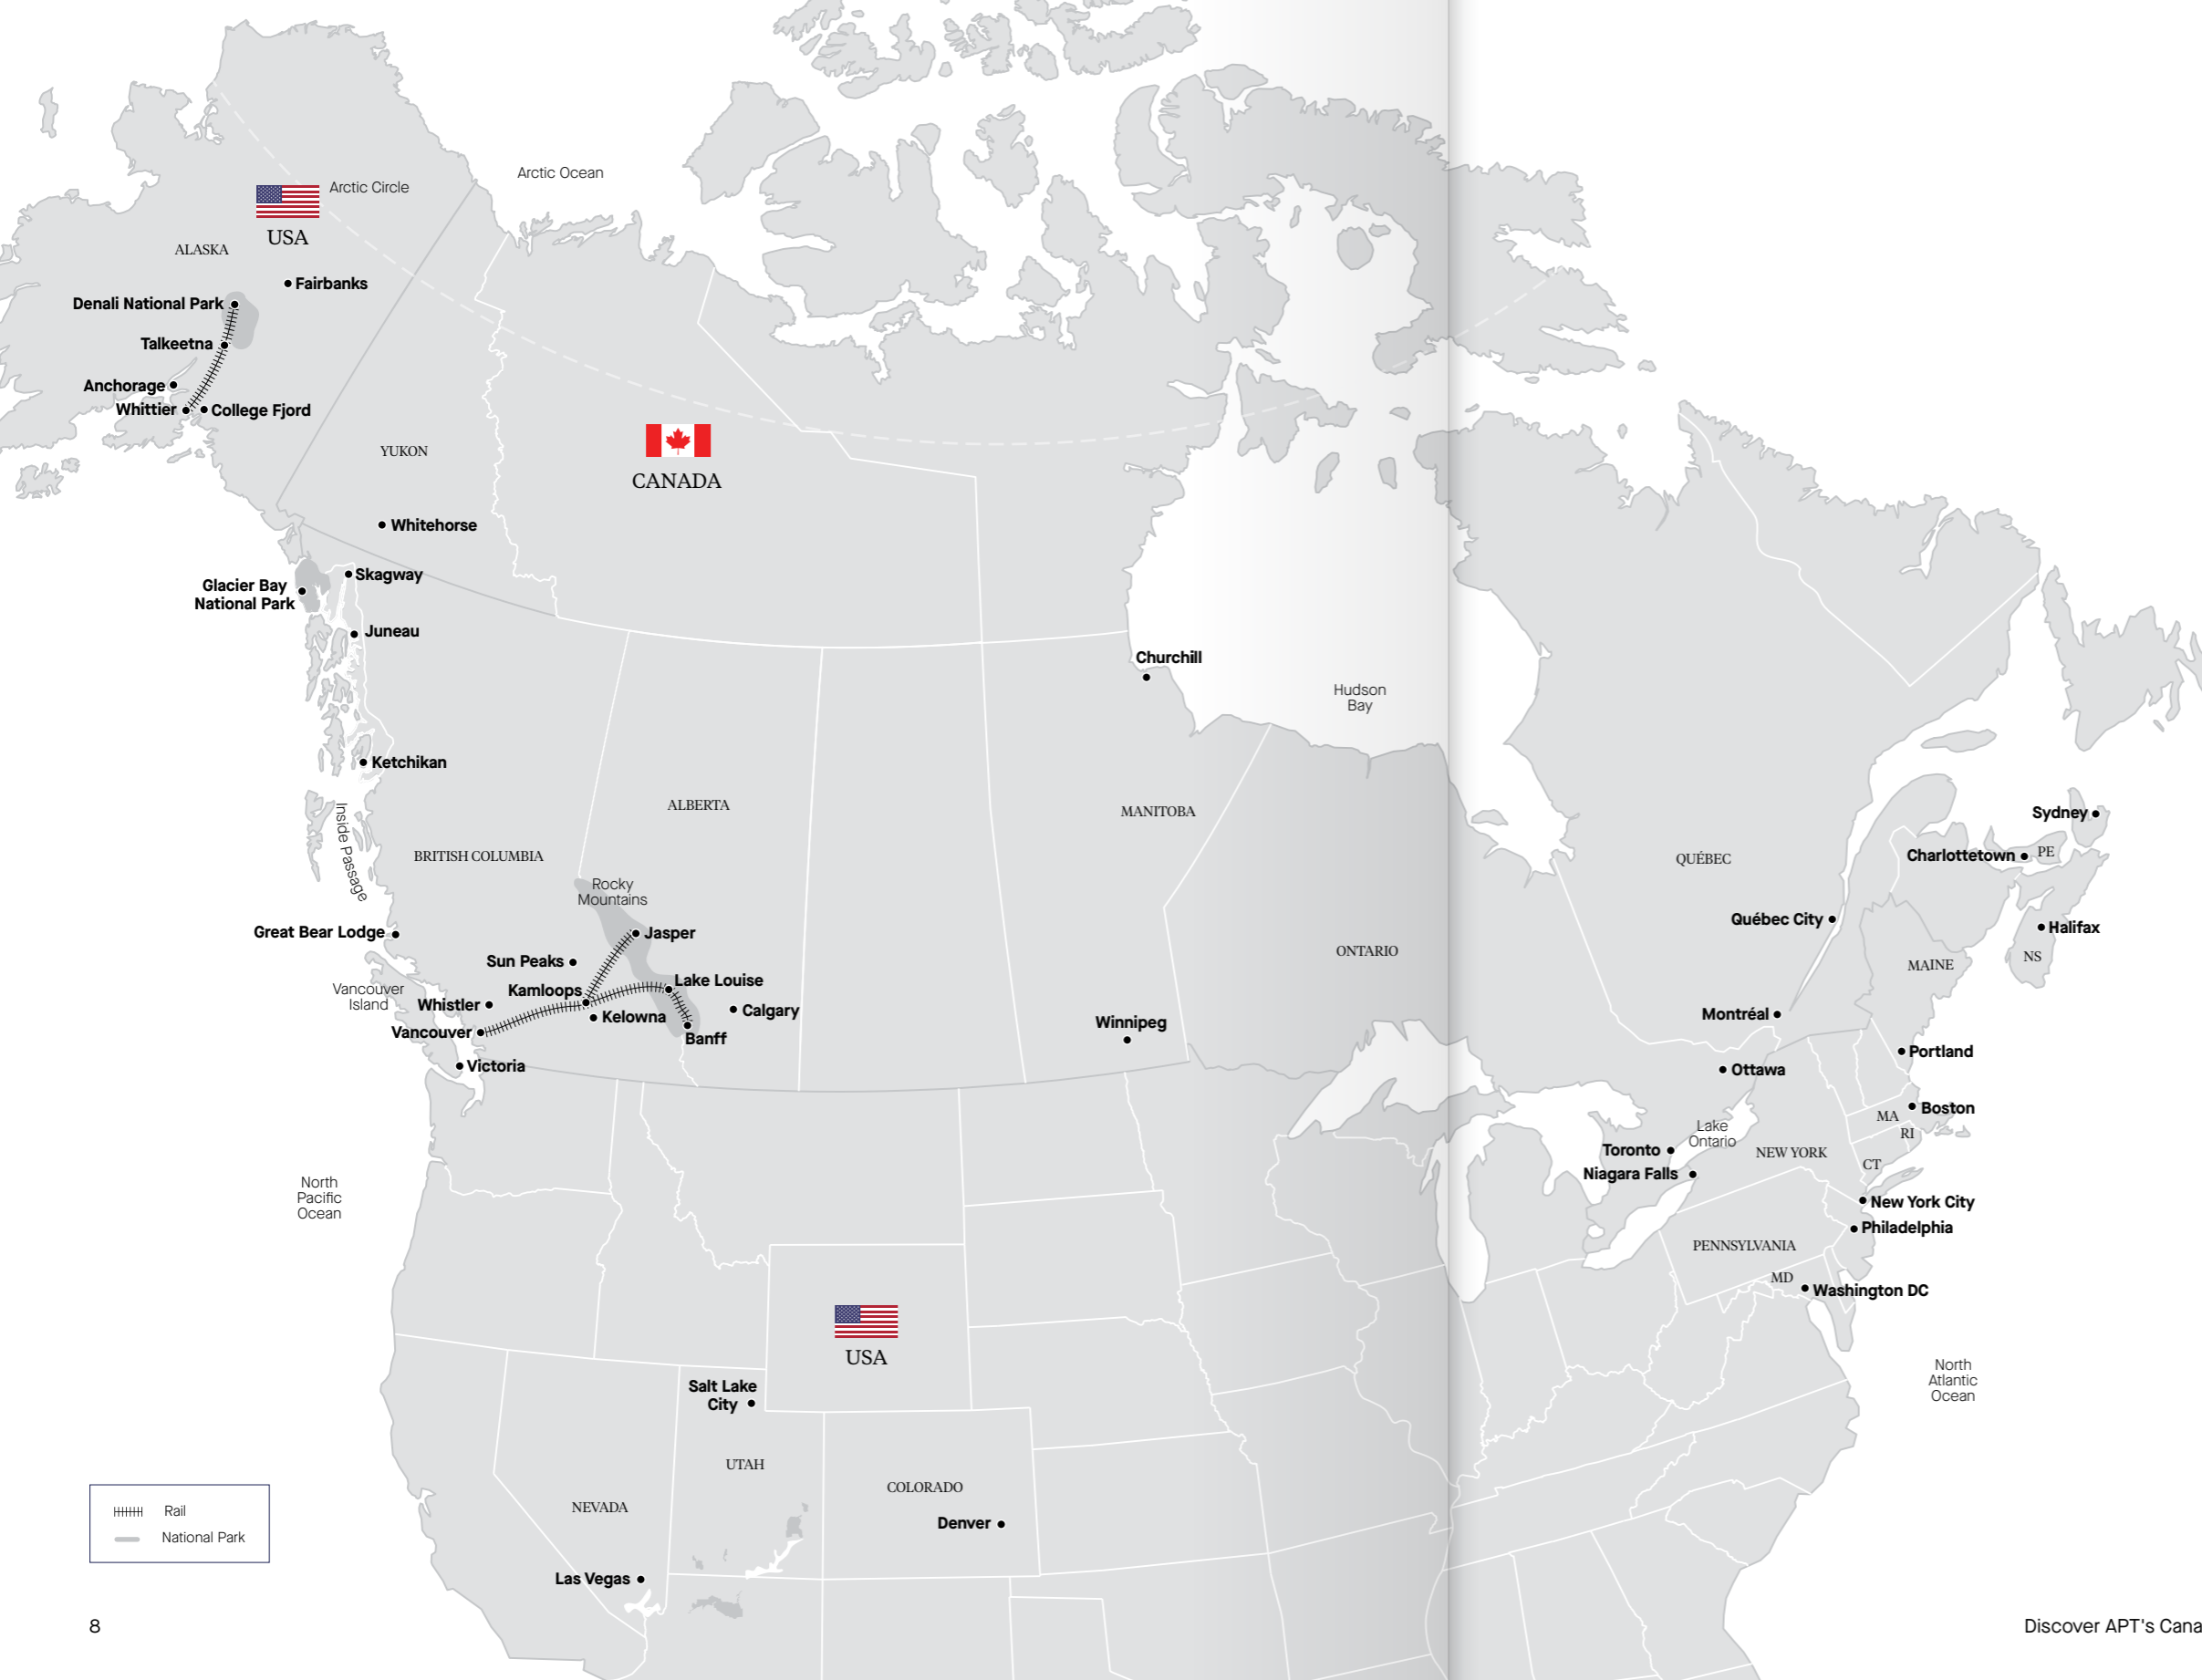 Arctic Ocean
Arctic Circle
USA
ALASKA
Fairbanks
Denali National Park
Talkeetna
Anchorage
Whittier
College Fjord
YUKON
CANADA
Whitehorse
Skagway
Glacier Bay
National Park
Juneau
Churchill
Hudson
Bay
Ketchikan
Inside Passage
ALBERTA
MANITOBA
BRITISH COLUMBIA
QUÉBEC
Sydney
Charlottetown
PE
Rocky
Mountains
Great Bear Lodge
Jasper
Québec City
Halifax
ONTARIO
MAINE
NS
Sun Peaks
Lake Louise
Vancouver
Island
Kamloops
Whistler
Calgary
Kelowna
Montréal
Vancouver
Banff
Winnipeg
Portland
Victoria
Ottawa
MA
Boston
Lake
Ontario
RI
Toronto
NEW YORK
CT
Niagara Falls
North
Pacific
Ocean
New York City
Philadelphia
PENNSYLVANIA
MD
Washington DC
USA
North
Atlantic
Ocean
Salt Lake
City
UTAH
COLORADO
NEVADA
Denver
Las Vegas
Rail
National Park
8
Discover APT's Cana